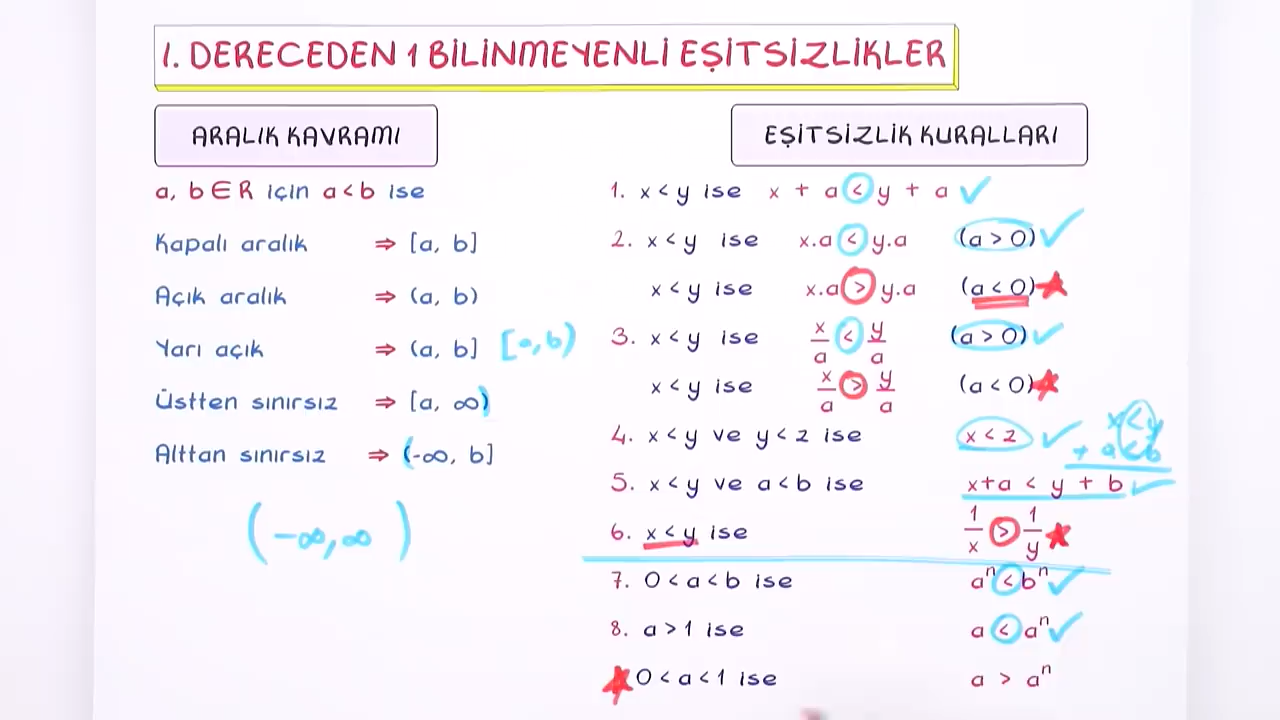 1. DERECEDEN 1 BİLİNMEYENLİ EŞİTSİZLİKLER
ARALIK KAVRAMI
a, b ∈ R için a < b ise
Kapalı aralık ⇒ [a, b]
Açık aralık ⇒ (a, b)
Yarı açık ⇒ (a, b] [a, b)
Üstten sınırsız ⇒ [a, ∞)
Alttan sınırsız ⇒ (-∞, b]
(-∞, ∞)
EŞİTSİZLİK KURALLARI
1. x < y ise x + a < y + a
2. x < y ise x.a < y.a (a > 0)
x < y ise x.a > y.a (a < 0)
3. x < y ise x/a < y/a (a > 0)
x < y ise x/a > y/a (a < 0)
4. x < y ve y < z ise x < z
x < y
+ a < b
5. x < y ve a < b ise x+a < y + b
6. x < y ise 1/x > 1/y
7. 0 < a < b ise aⁿ < bⁿ
8. a > 1 ise a < aⁿ
0 < a < 1 ise a > aⁿ